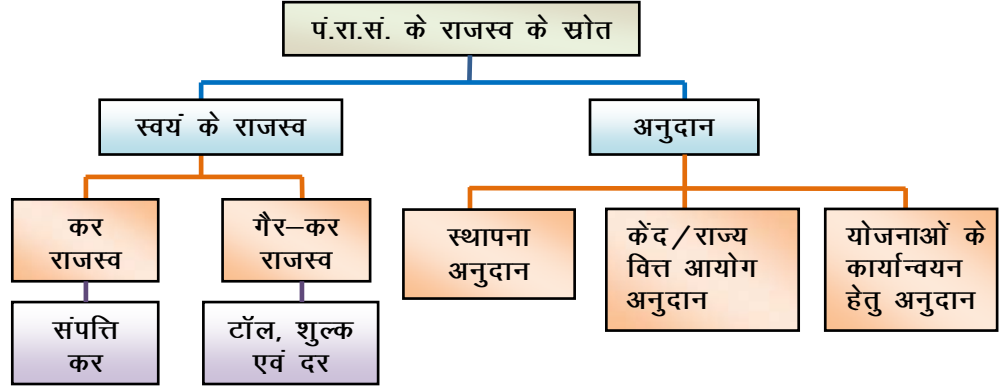 पं.रा.सं. के राजस्व के स्रोत
स्वयं के राजस्व
अनुदान
कर
राजस्व
गैर–कर
राजस्व
स्थापना
अनुदान
केंद/राज्य
वित्त आयोग
अनुदान
योजनाओं के
कार्यान्वयन
हेतु अनुदान
संपत्ति
कर
टॉल, शुल्क
एवं दर